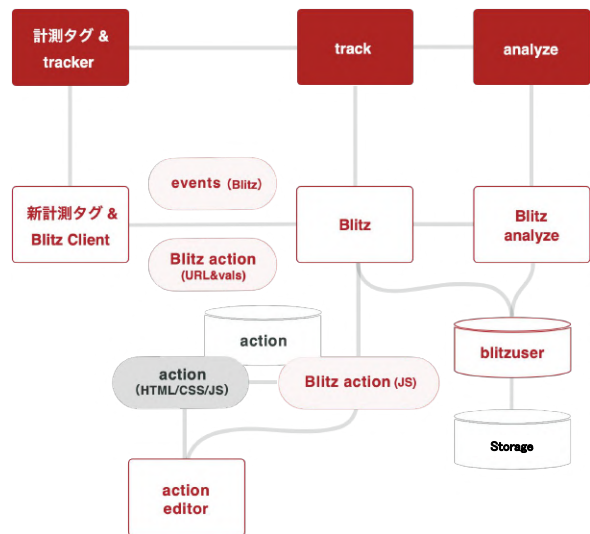 計測タグ &
tracker
track
analyze
events（Blitz）
新計測タグ &
Blitz Client
Blitz
Blitz
analyze
Blitz action
(URL&vals)
action
blitzuser
action
（HTML/CSS/JS）
Blitz action (JS)
Storage
action
editor